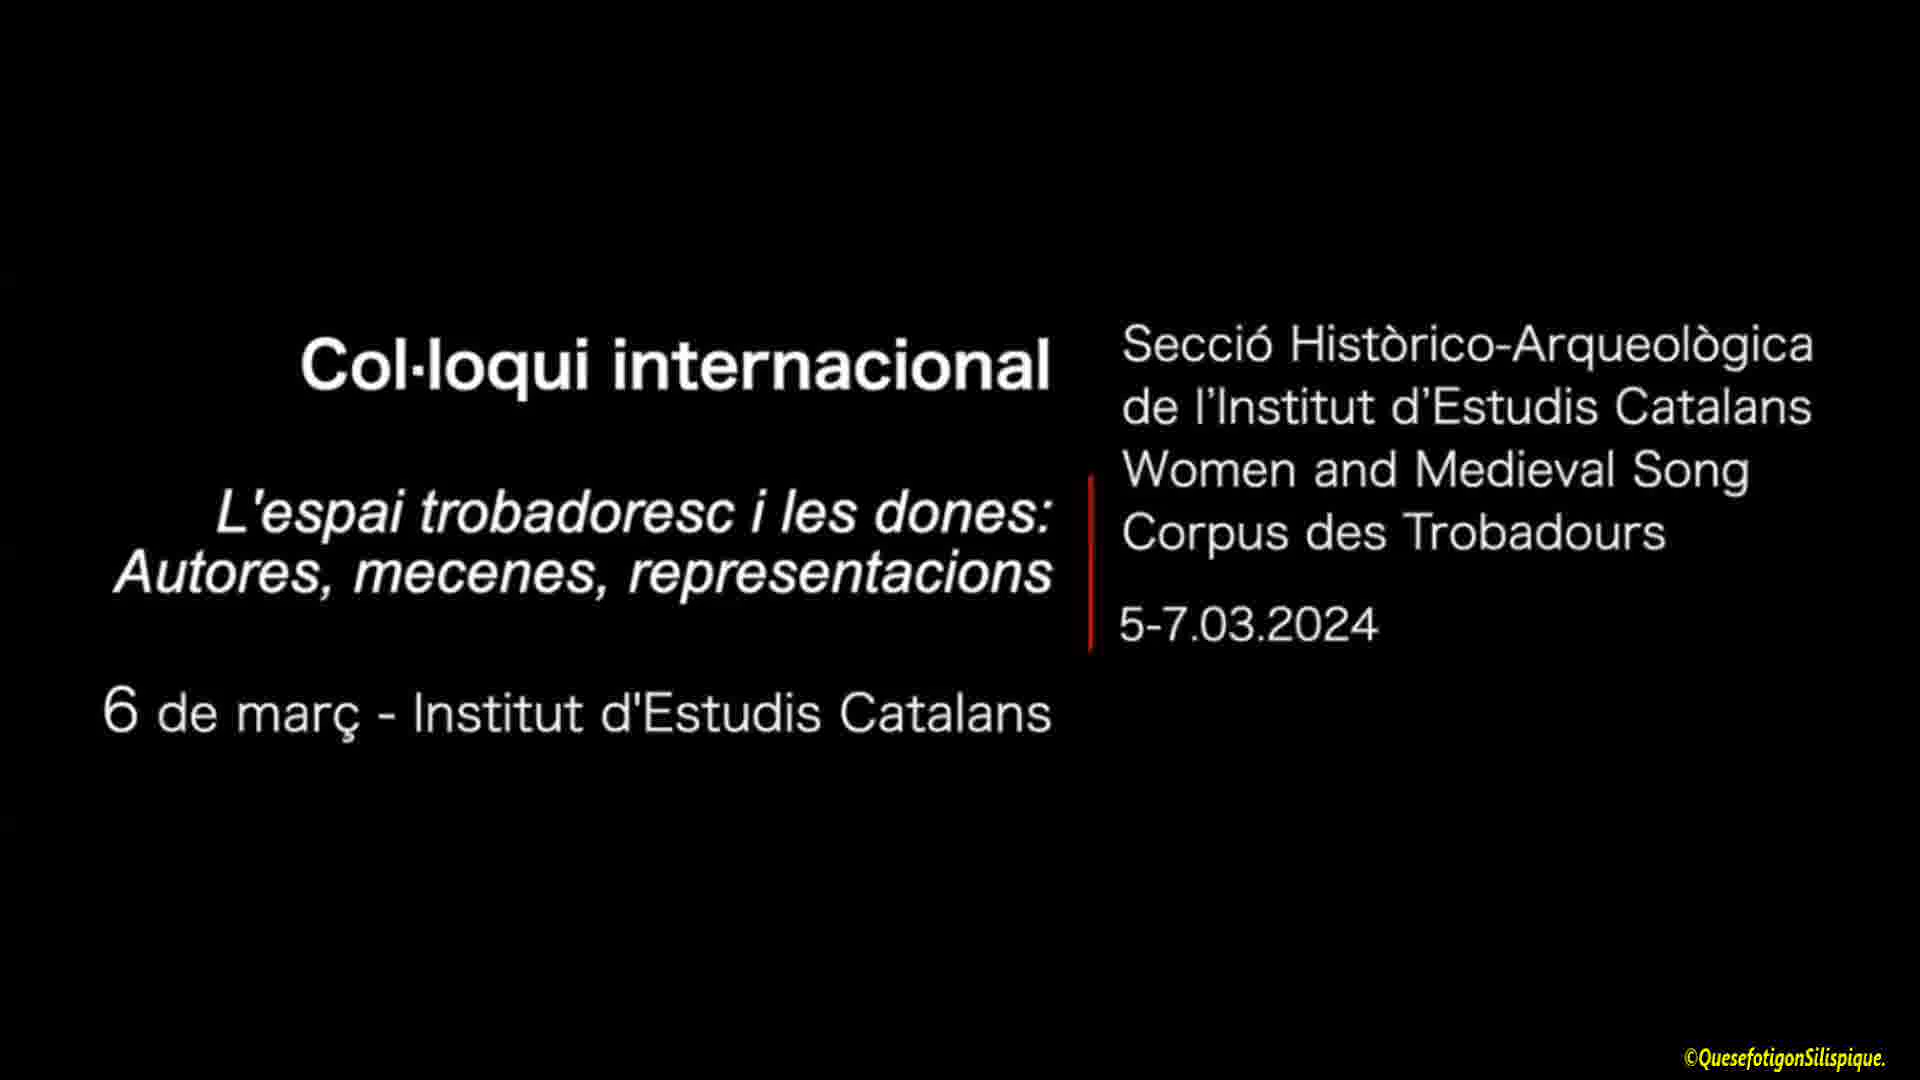 Col·loqui internacional
L'espai trobadoresc i les dones:
Autores, mecenes, representacions
6 de març - Institut d'Estudis Catalans
Secció Històrico-Arqueològica
de l’Institut d’Estudis Catalans
Women and Medieval Song
Corpus des Trobadours
5-7.03.2024
©QuesefotigonSilispique.